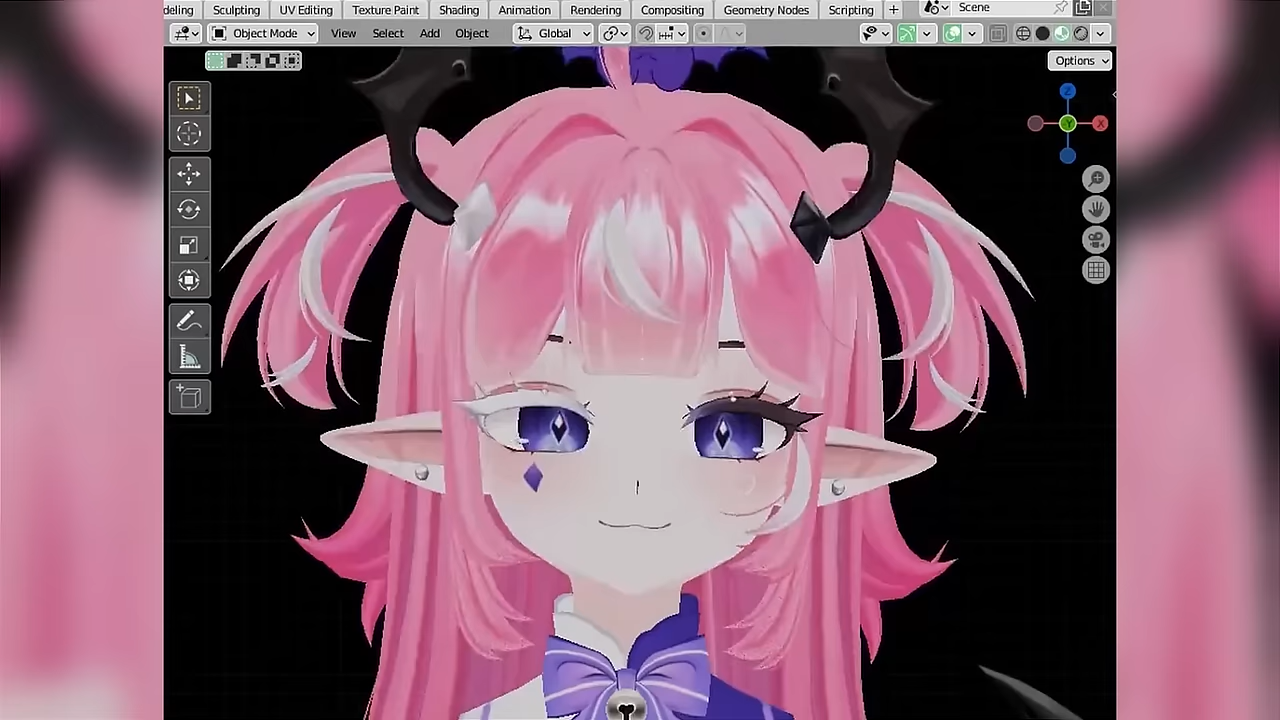 deling Sculpting UV Editing Texture Paint Shading Animation Rendering Compositing Geometry Nodes Scripting + Scene
Object Mode View Select Add Object Global
Options
Z
Y X